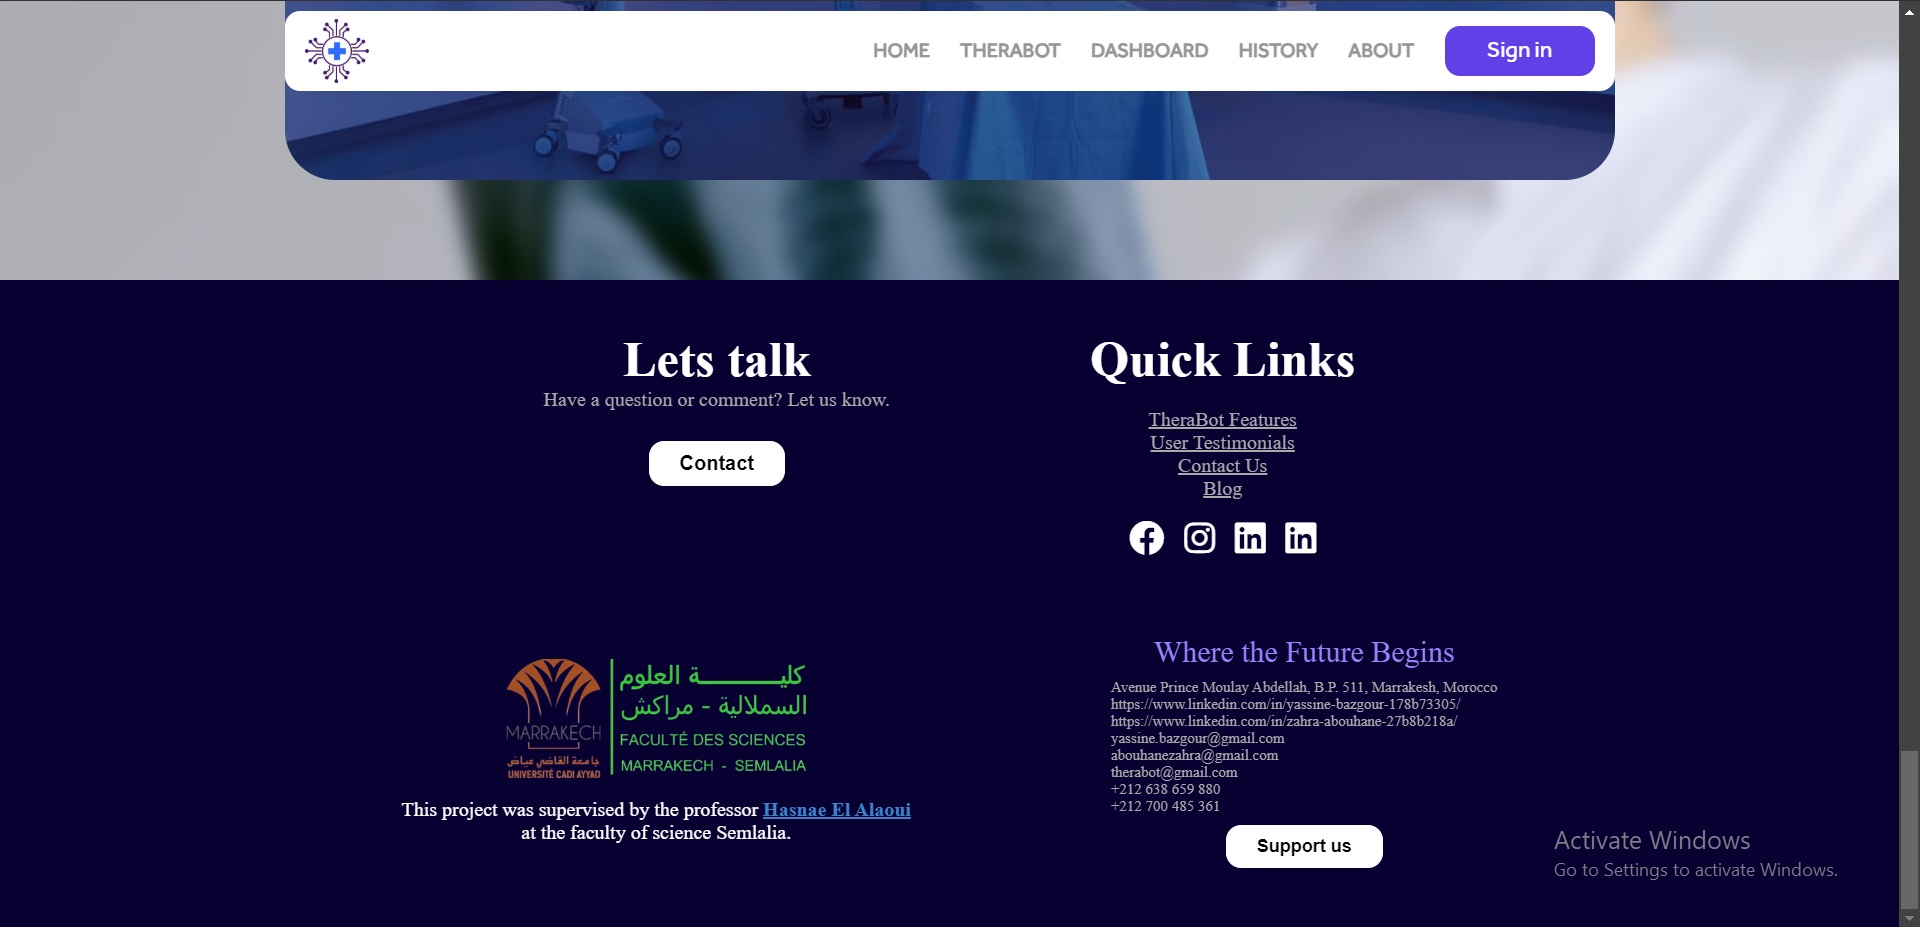 HOME THERABOT DASHBOARD HISTORY ABOUT Sign in
Lets talk
Have a question or comment? Let us know.
Contact
Quick Links
TheraBot Features
User Testimonials
Contact Us
Blog
كليـــــــــــة العلوم
السملالية - مراكش
MARRAKECH
FACULTÉ DES SCIENCES
جامعة القاضي عياض
MARRAKECH - SEMLALIA
UNIVERSITÉ CADI AYYAD
This project was supervised by the professor Hasnae El Alaoui
at the faculty of science Semlalia.
Where the Future Begins
Avenue Prince Moulay Abdellah, B.P. 511, Marrakesh, Morocco
https://www.linkedin.com/in/yassine-bazgour-178b73305/
https://www.linkedin.com/in/zahra-abouhane-27b8b218a/
yassine.bazgour@gmail.com
abouhanezahra@gmail.com
therabot@gmail.com
+212 638 659 880
+212 700 485 361
Support us
Activate Windows
Go to Settings to activate Windows.